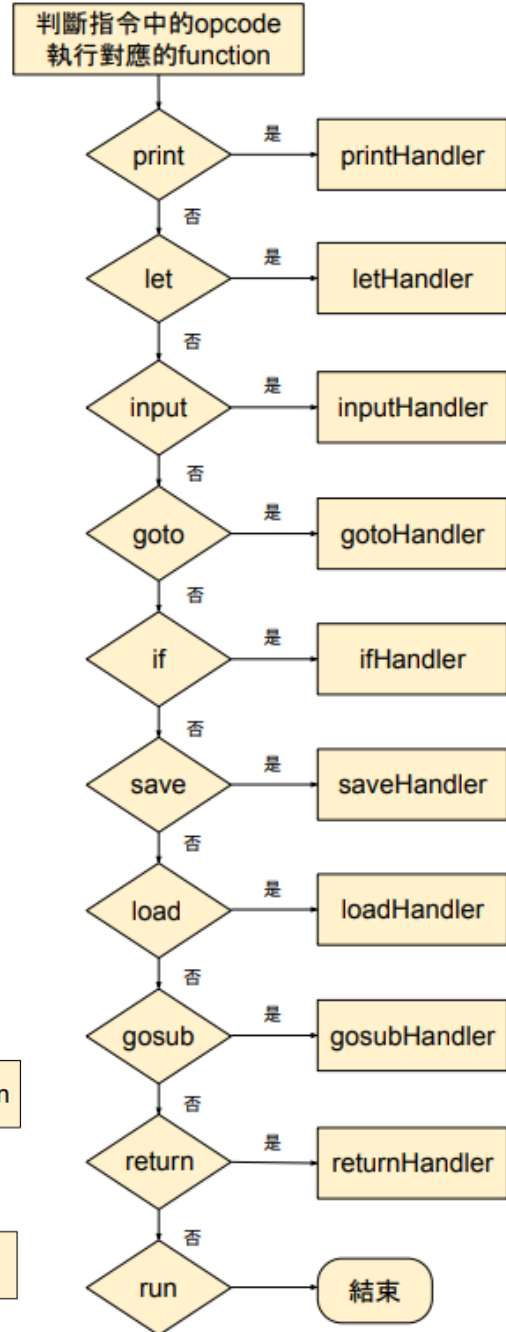 判斷指令中的opcode
執行對應的function
print
是
printHandler
否
let
是
letHandler
否
input
是
inputHandler
否
goto
是
gotoHandler
否
if
是
ifHandler
否
save
是
saveHandler
否
load
是
loadHandler
否
gosub
是
gosubHandler
否
return
是
returnHandler
否
run
結束